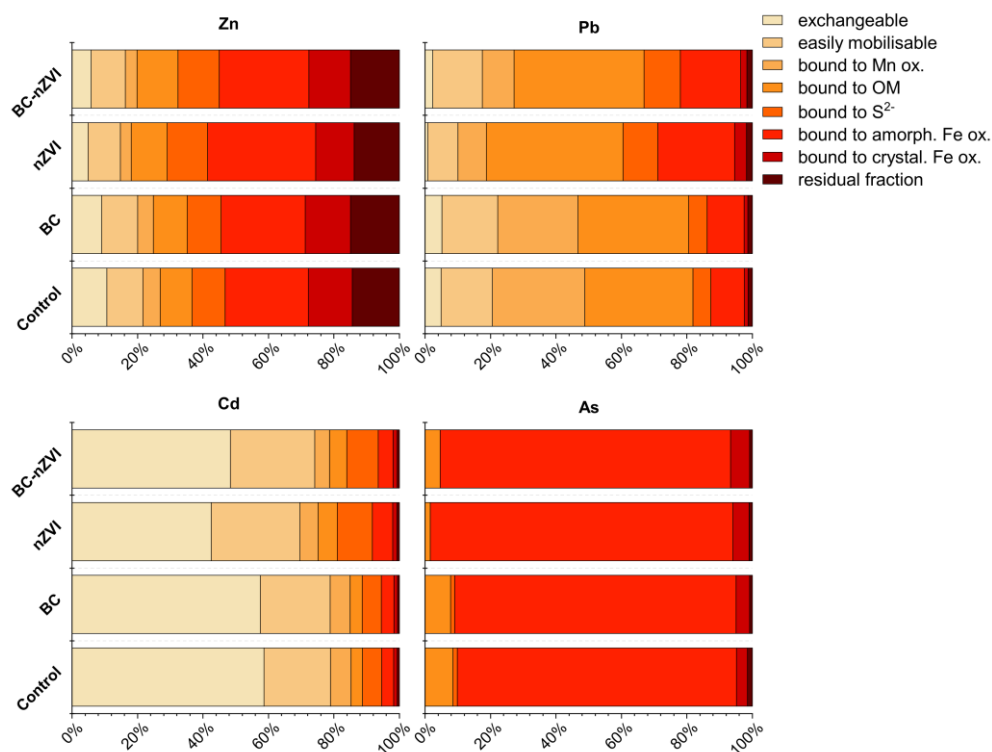 Zn
Pb
BC-nZVI
nZVI
BC
Control
0% 20% 40% 60% 80% 100%
0% 20% 40% 60% 80% 100%
exchangeable
easily mobilisable
bound to Mn ox.
bound to OM
bound to S²⁻
bound to amorph. Fe ox.
bound to crystal. Fe ox.
residual fraction
Cd
As
BC-nZVI
nZVI
BC
Control
0% 20% 40% 60% 80% 100%
0% 20% 40% 60% 80% 100%